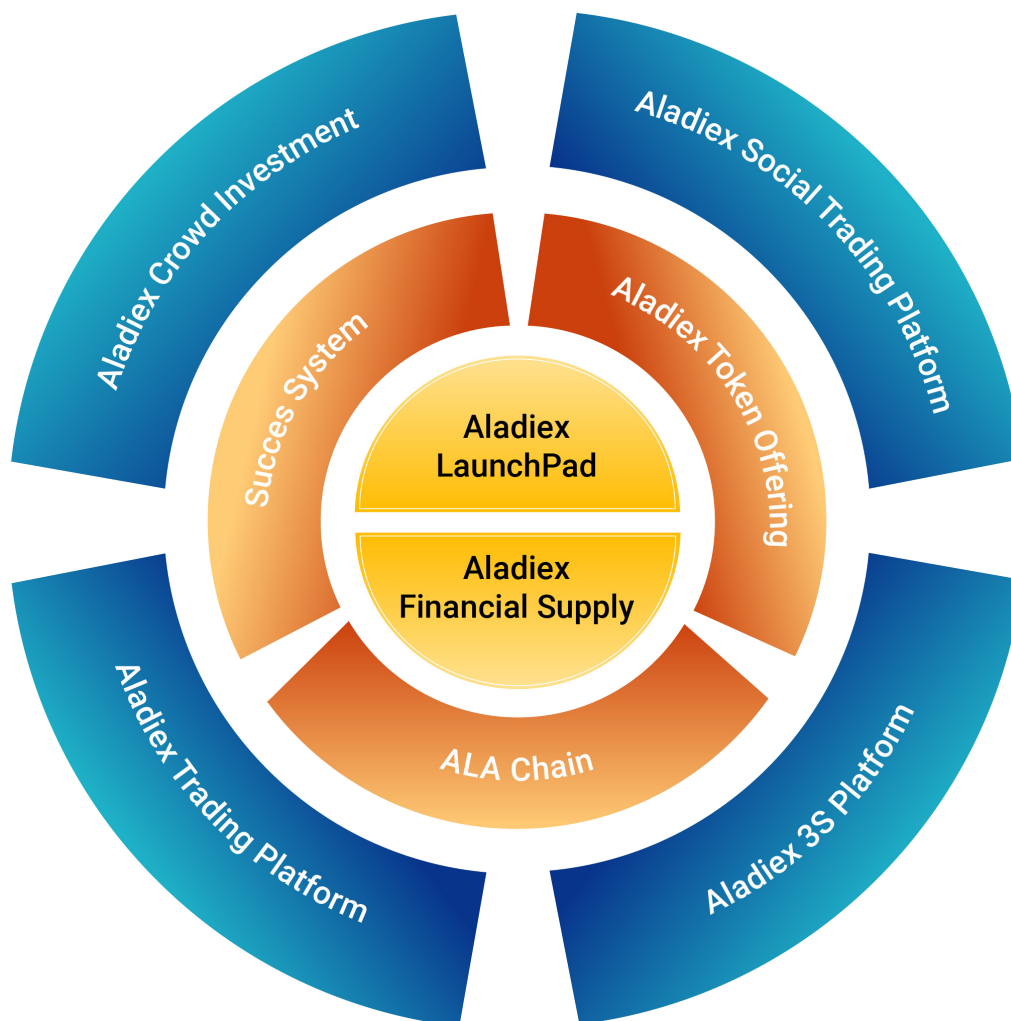 Aladiex Crowd Investment
Aladiex Social Trading Platform
Succes System
Aladiex Token Offering
Aladiex
LaunchPad
Aladiex
Financial Supply
ALA Chain
Aladiex Trading Platform
Aladiex 3S Platform